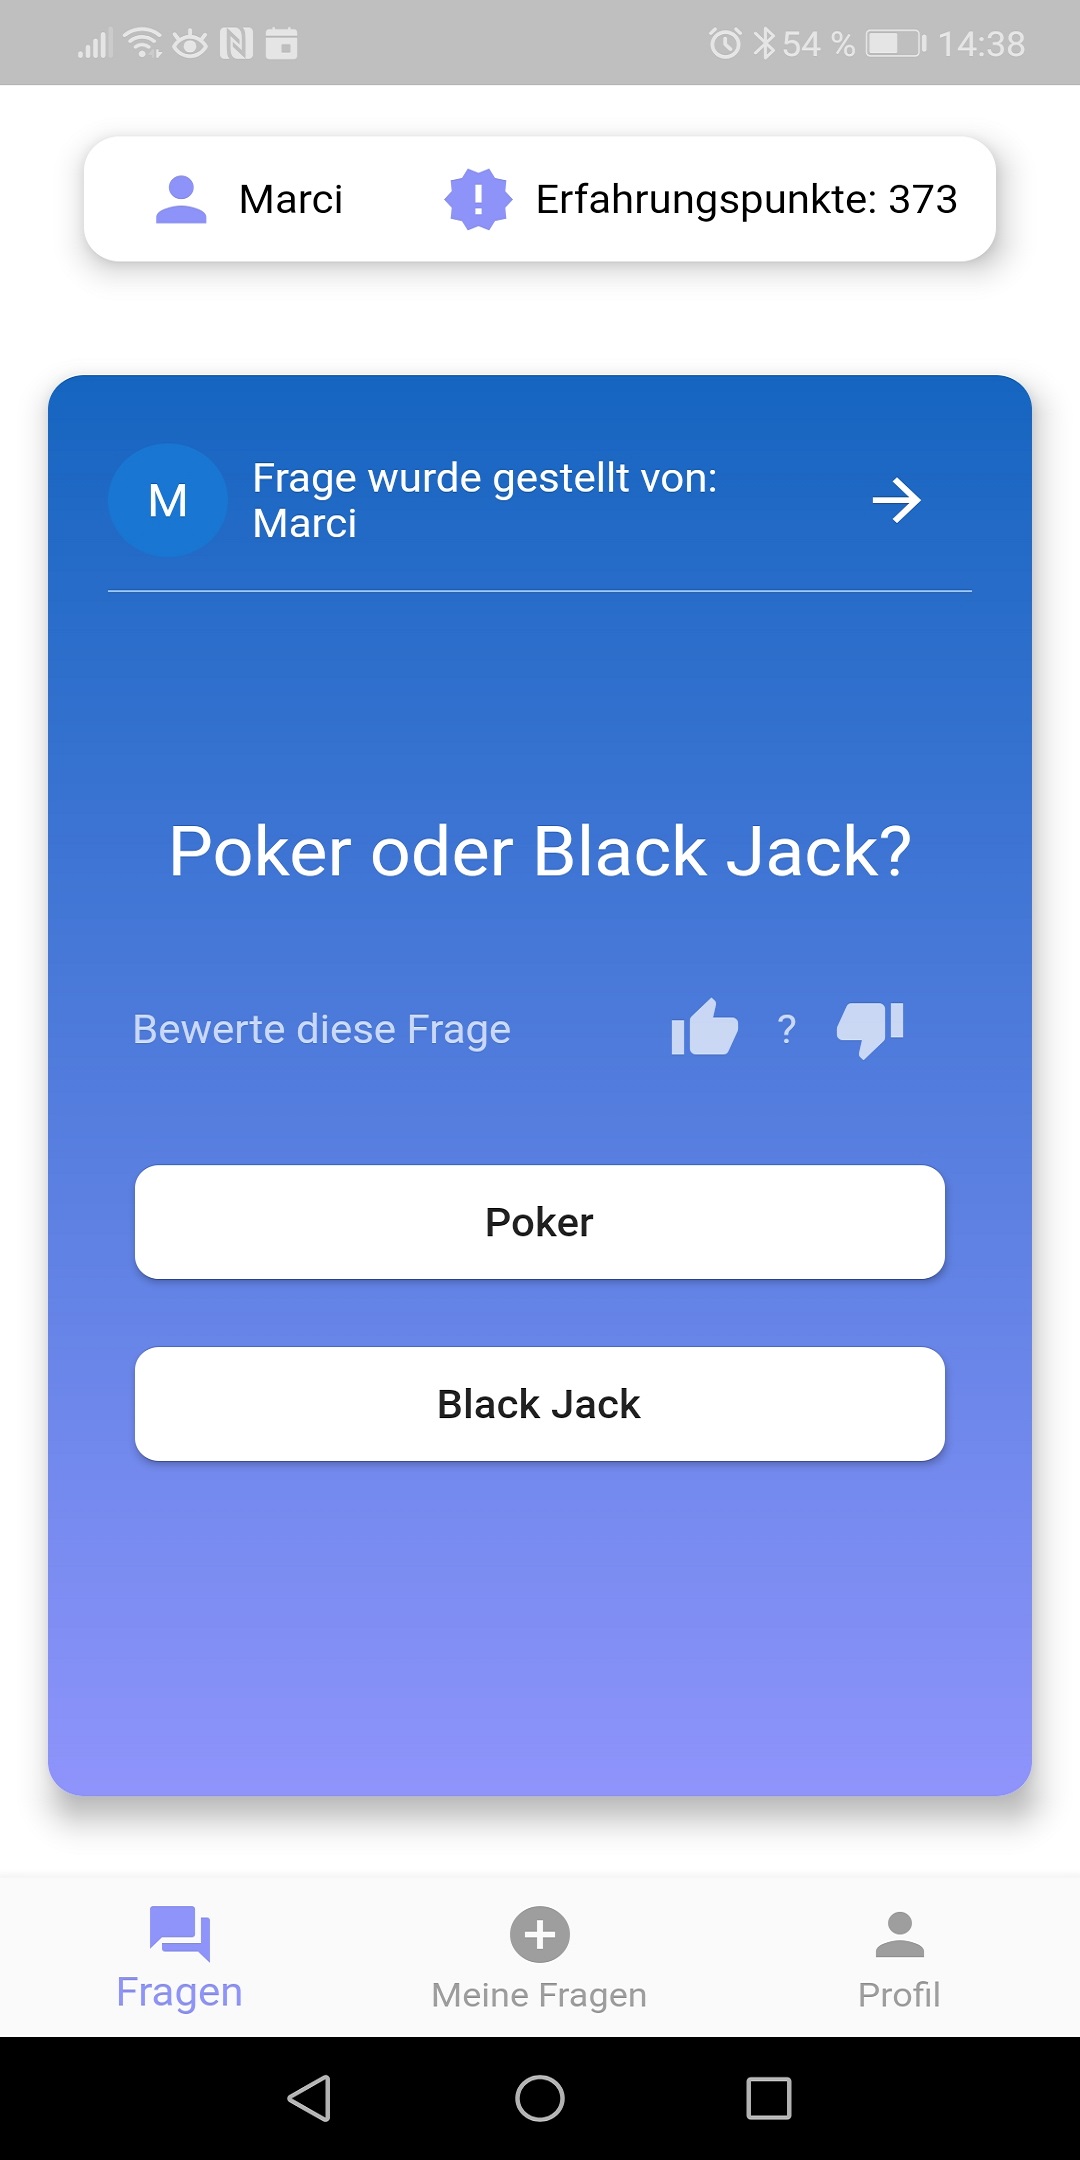 54 % 14:38
Marci Erfahrungspunkte: 373
M
Frage wurde gestellt von:
Marci
Poker oder Black Jack?
Bewerte diese Frage ?
Poker
Black Jack
Fragen Meine Fragen Profil